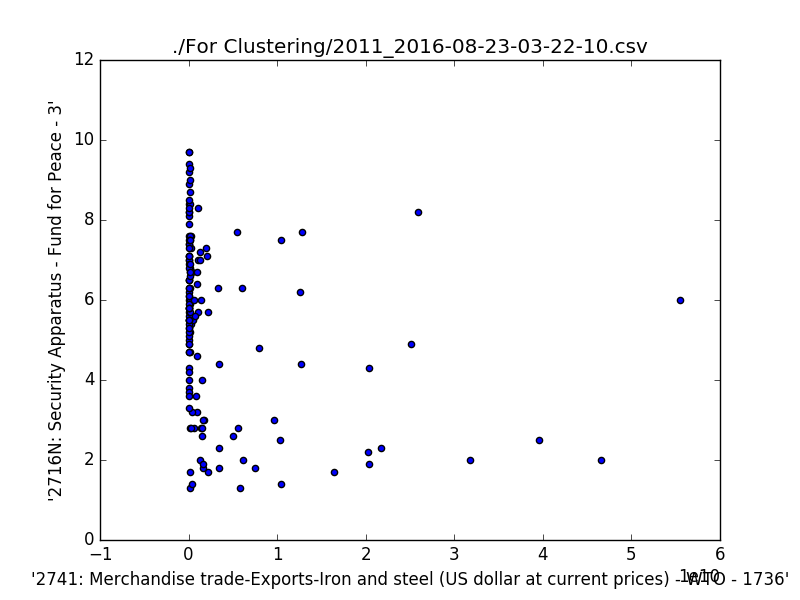 ./For Clustering/2011_2016-08-23-03-22-10.csv
12
10
8
6
4
2
0
'2716N: Security Apparatus - Fund for Peace - 3'
−1 0 1 2 3 4 5 6
1e10
'2741: Merchandise trade-Exports-Iron and steel (US dollar at current prices) - WTO - 1736'